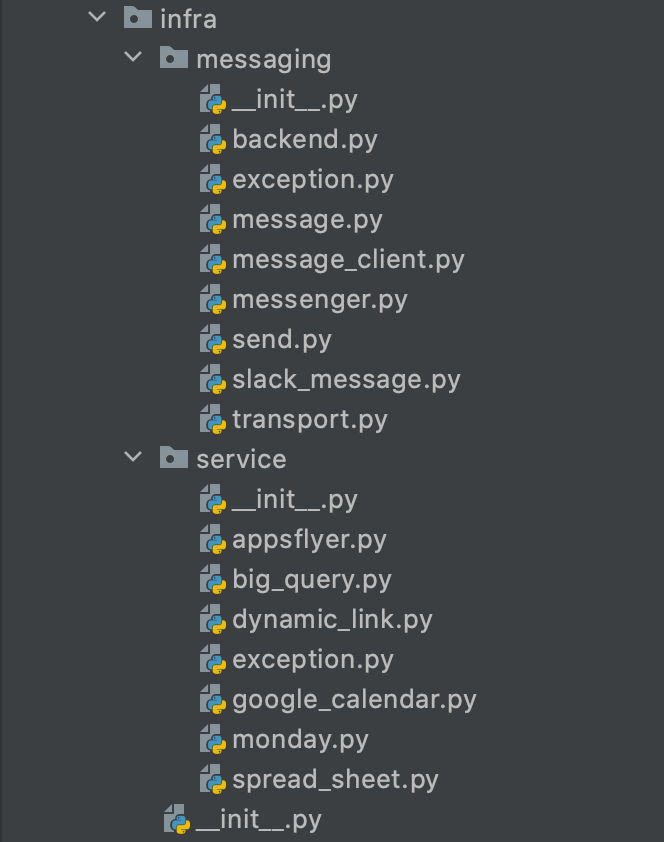 infra
messaging
__init__.py
backend.py
exception.py
message.py
message_client.py
messenger.py
send.py
slack_message.py
transport.py
service
__init__.py
appsflyer.py
big_query.py
dynamic_link.py
exception.py
google_calendar.py
monday.py
spread_sheet.py
__init__.py